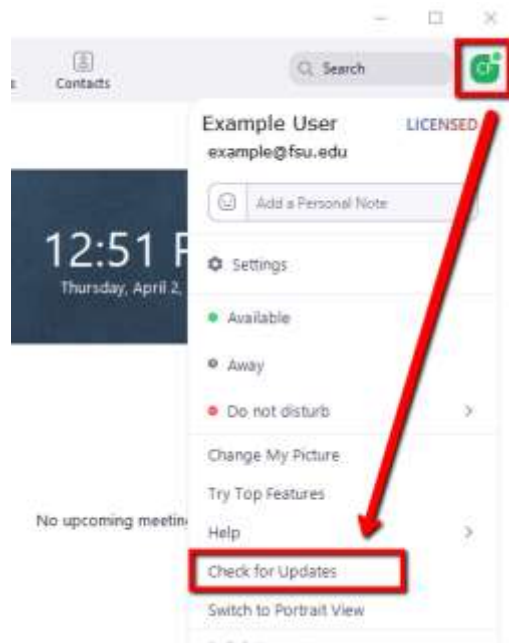 Contacts
Search
CF
Example User LICENSED
example@fsu.edu
Add a Personal Note
12:51 P
Thursday, April 2,
Settings
Available
Away
Do not disturb
Change My Picture
Try Top Features
No upcoming meetin
Help
Check for Updates
Switch to Portrait View